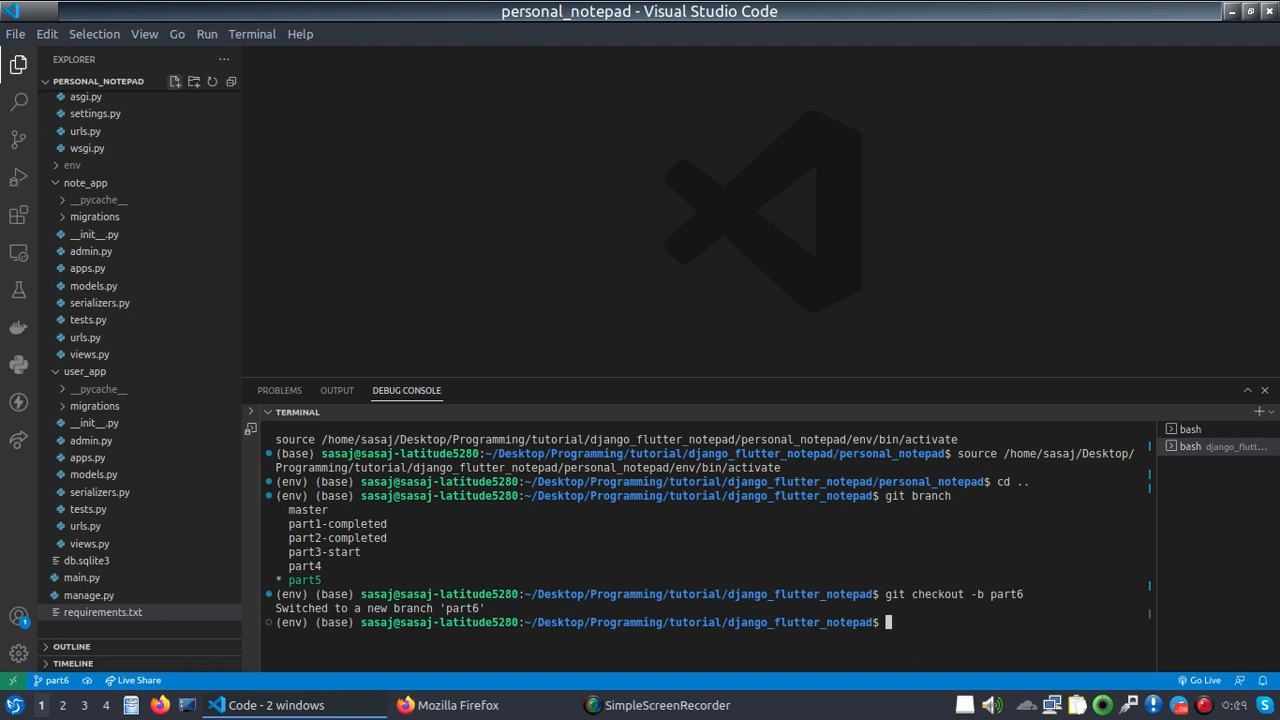 personal_notepad - Visual Studio Code
File Edit Selection View Go Run Terminal Help
EXPLORER
PERSONAL_NOTEPAD
asgi.py
settings.py
urls.py
wsgi.py
env
note_app
__pycache__
migrations
__init__.py
admin.py
apps.py
models.py
serializers.py
tests.py
urls.py
views.py
user_app
__pycache__
migrations
__init__.py
admin.py
apps.py
models.py
serializers.py
tests.py
urls.py
views.py
db.sqlite3
main.py
manage.py
requirements.txt
OUTLINE
TIMELINE
PROBLEMS OUTPUT DEBUG CONSOLE
TERMINAL
source /home/sasaj/Desktop/Programming/tutorial/django_flutter_notepad/personal_notepad/env/bin/activate
(base) sasaj@sasaj-latitude5280:~/Desktop/Programming/tutorial/django_flutter_notepad/personal_notepad$ source /home/sasaj/Desktop/
Programming/tutorial/django_flutter_notepad/personal_notepad/env/bin/activate
(env) (base) sasaj@sasaj-latitude5280:~/Desktop/Programming/tutorial/django_flutter_notepad/personal_notepad$ cd ..
(env) (base) sasaj@sasaj-latitude5280:~/Desktop/Programming/tutorial/django_flutter_notepad$ git branch
master
part1-completed
part2-completed
part3-start
part4
* part5
(env) (base) sasaj@sasaj-latitude5280:~/Desktop/Programming/tutorial/django_flutter_notepad$ git checkout -b part6
Switched to a new branch 'part6'
(env) (base) sasaj@sasaj-latitude5280:~/Desktop/Programming/tutorial/django_flutter_notepad$
bash
bash django_flutt...
1
part6 Live Share Go Live
1 2 3 4 Code - 2 windows Mozilla Firefox SimpleScreenRecorder